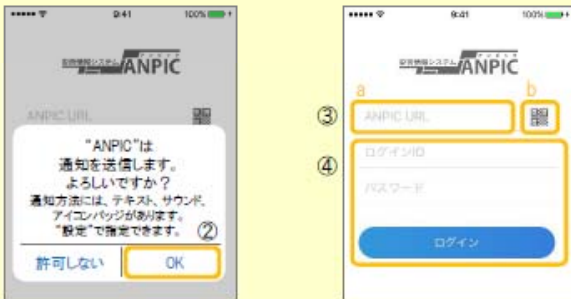 9:41 100%
安否情報システム ANPIC
ANPIC URL
"ANPIC"は
通知を送信します。
よろしいですか?
通知方法には、テキスト、サウンド、
アイコンバッジがあります。
"設定"で指定できます。
②
許可しない OK
9:41 100%
安否情報システム ANPIC
a b
③ ANPIC URL
④ ログインID
パスワード
ログイン